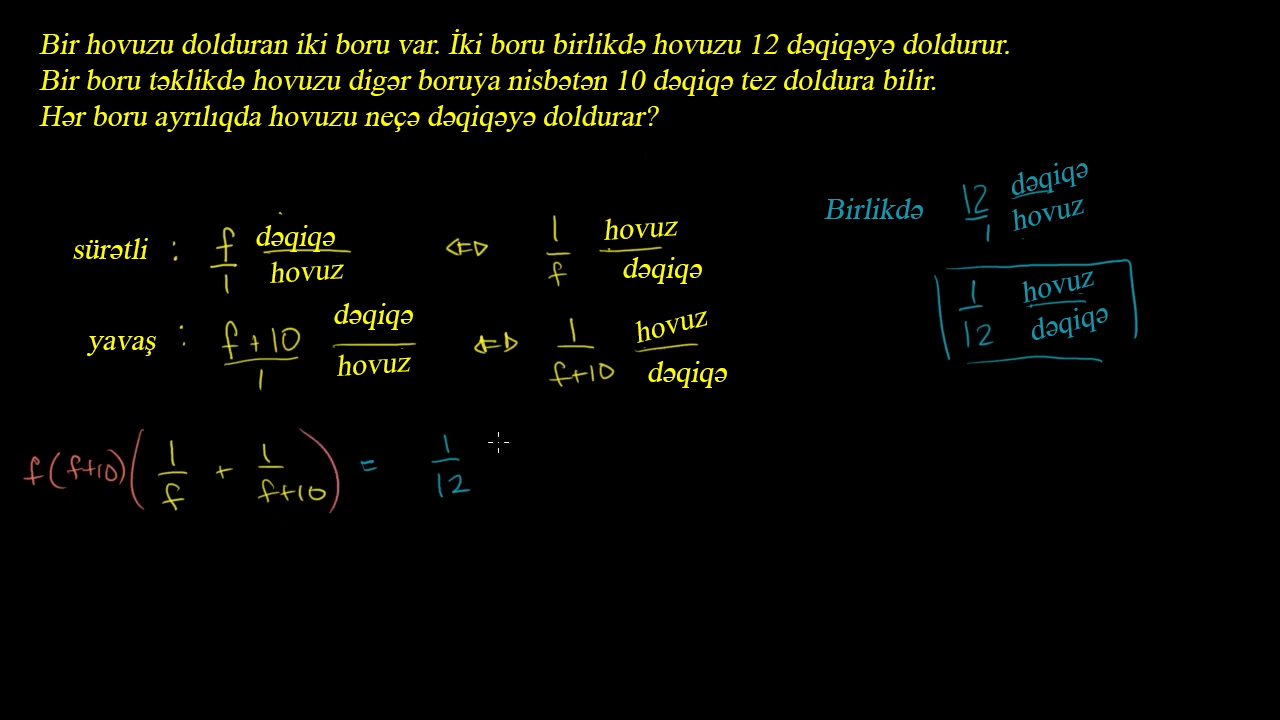 Bir hovuzu dolduran iki boru var. İki boru birlikdə hovuzu 12 dəqiqəyə doldurur.
Bir boru təklikdə hovuzu digər boruya nisbətən 10 dəqiqə tez doldura bilir.
Hər boru ayrılıqda hovuzu neçə dəqiqəyə doldurar?
Birlikdə 12/1 dəqiqə/hovuz
sürətli : f/1 dəqiqə/hovuz ⇔ 1/f hovuz/dəqiqə
1/12 hovuz/dəqiqə
yavaş : f+10/1 dəqiqə/hovuz ⇔ 1/f+10 hovuz/dəqiqə
f(f+10)(1/f + 1/f+10) = 1/12